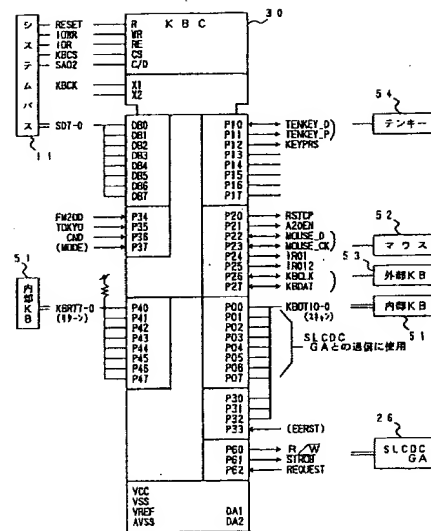 30
システムバス
11
RESET
IOWR
IOR
KBCS
SA02
KBCK
SD7-0
R
WR
RE
CS
C/D
X1
X2
KBC
DB0
DB1
DB2
DB3
DB4
DB5
DB6
DB7
P10
P11
P12
P13
P14
P15
P16
P17
TENKEY_D
TENKEY_P
KEYPRS
54
テンキー
TOKYO
GND
(MODE)
P34
P35
P36
P37
P20
P21
P22
P23
P24
P25
P26
P27
RSTCP
A20EN
MOUSE_D
MOUSE_CK
IRQ1
IRQ12
KBCLK
KBDAT
52
マウス
53
外部KB
51
内部KB
KBRT7-0
(リターン)
P40
P41
P42
P43
P44
P45
P46
P47
P00
P01
P02
P03
P04
P05
P06
P07
KBOT10-0
(スキャン)
内部KB
51
SLCDC
GAとの通信に使用
P30
P31
P32
P33
(EERST)
P60
P61
P62
R/W
STROB
REQUEST
26
SLCDC
GA
VCC
VSS
VREF
AVSS
DA1
DA2